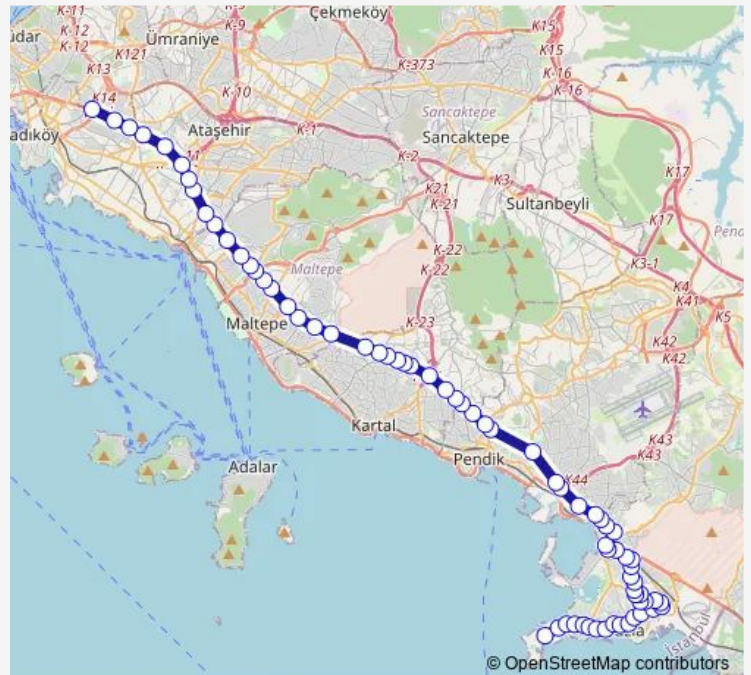 K-11
K-9
Çekmeköy
K-12
K-12
Ümraniye
K121
K15
K15
K-373
K13
K-16
K-16
K14
K-10
Sancaktepe
adıköy
Ataşehir
K-1
Sancaktepe
K-2
K21
K-21
K3
K17
Sultanbeyli
K17
K-22
K-22
K3-1
Pend
Maltepe
K4
K41
K5
Maltepe
K-23
K42
K42
Kartal
K43
K43
Adalar
Pendik
K44
İstanbul
© OpenStreetMap contributors